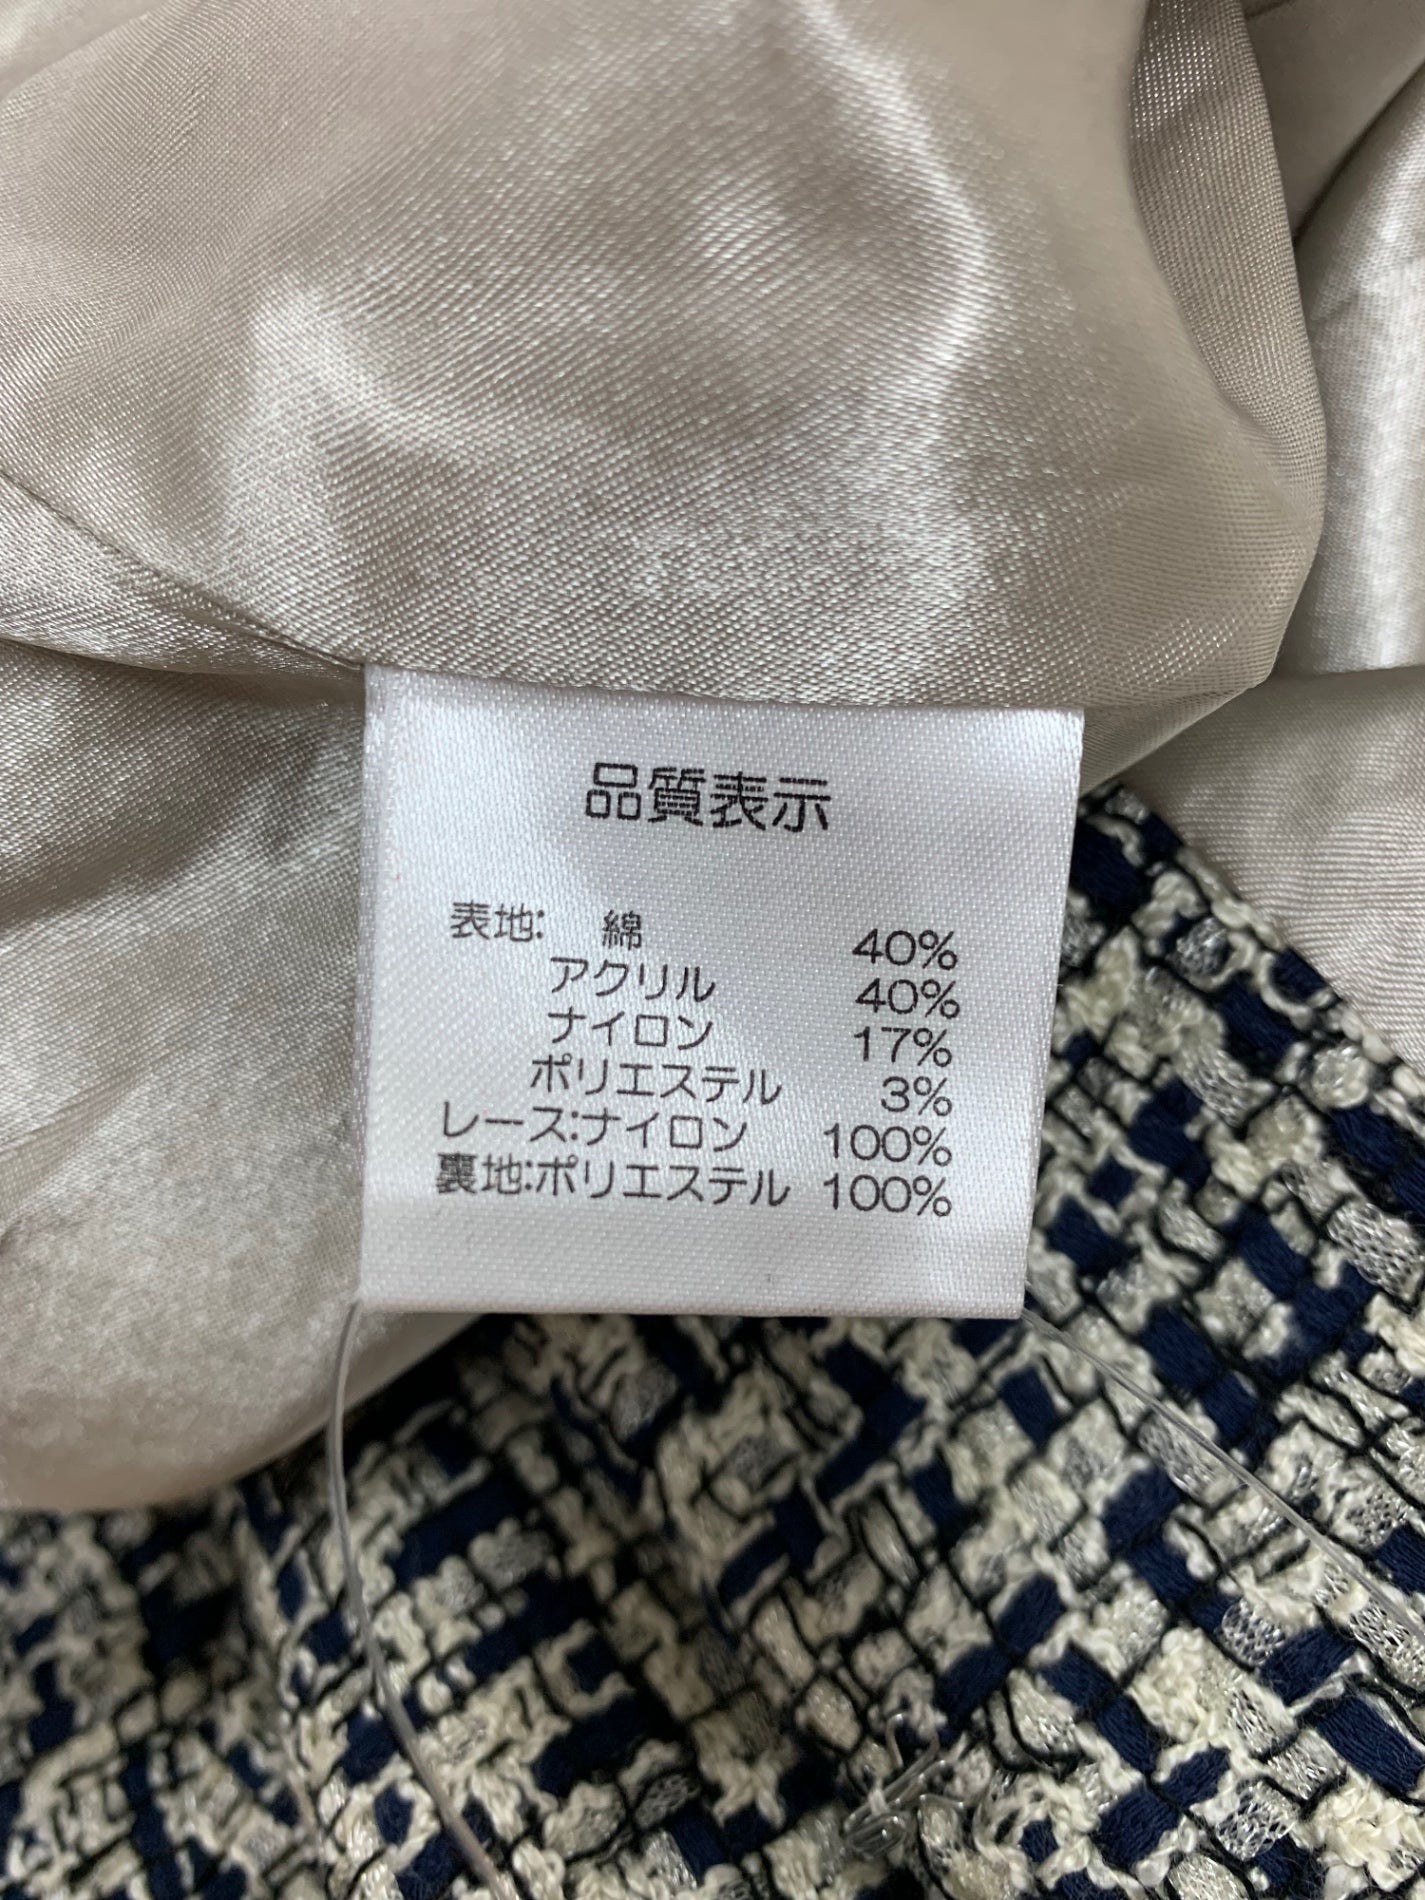 品質表示
表地: 綿 40%
アクリル 40%
ナイロン 17%
ポリエステル 3%
レース:ナイロン 100%
裏地:ポリエステル 100%